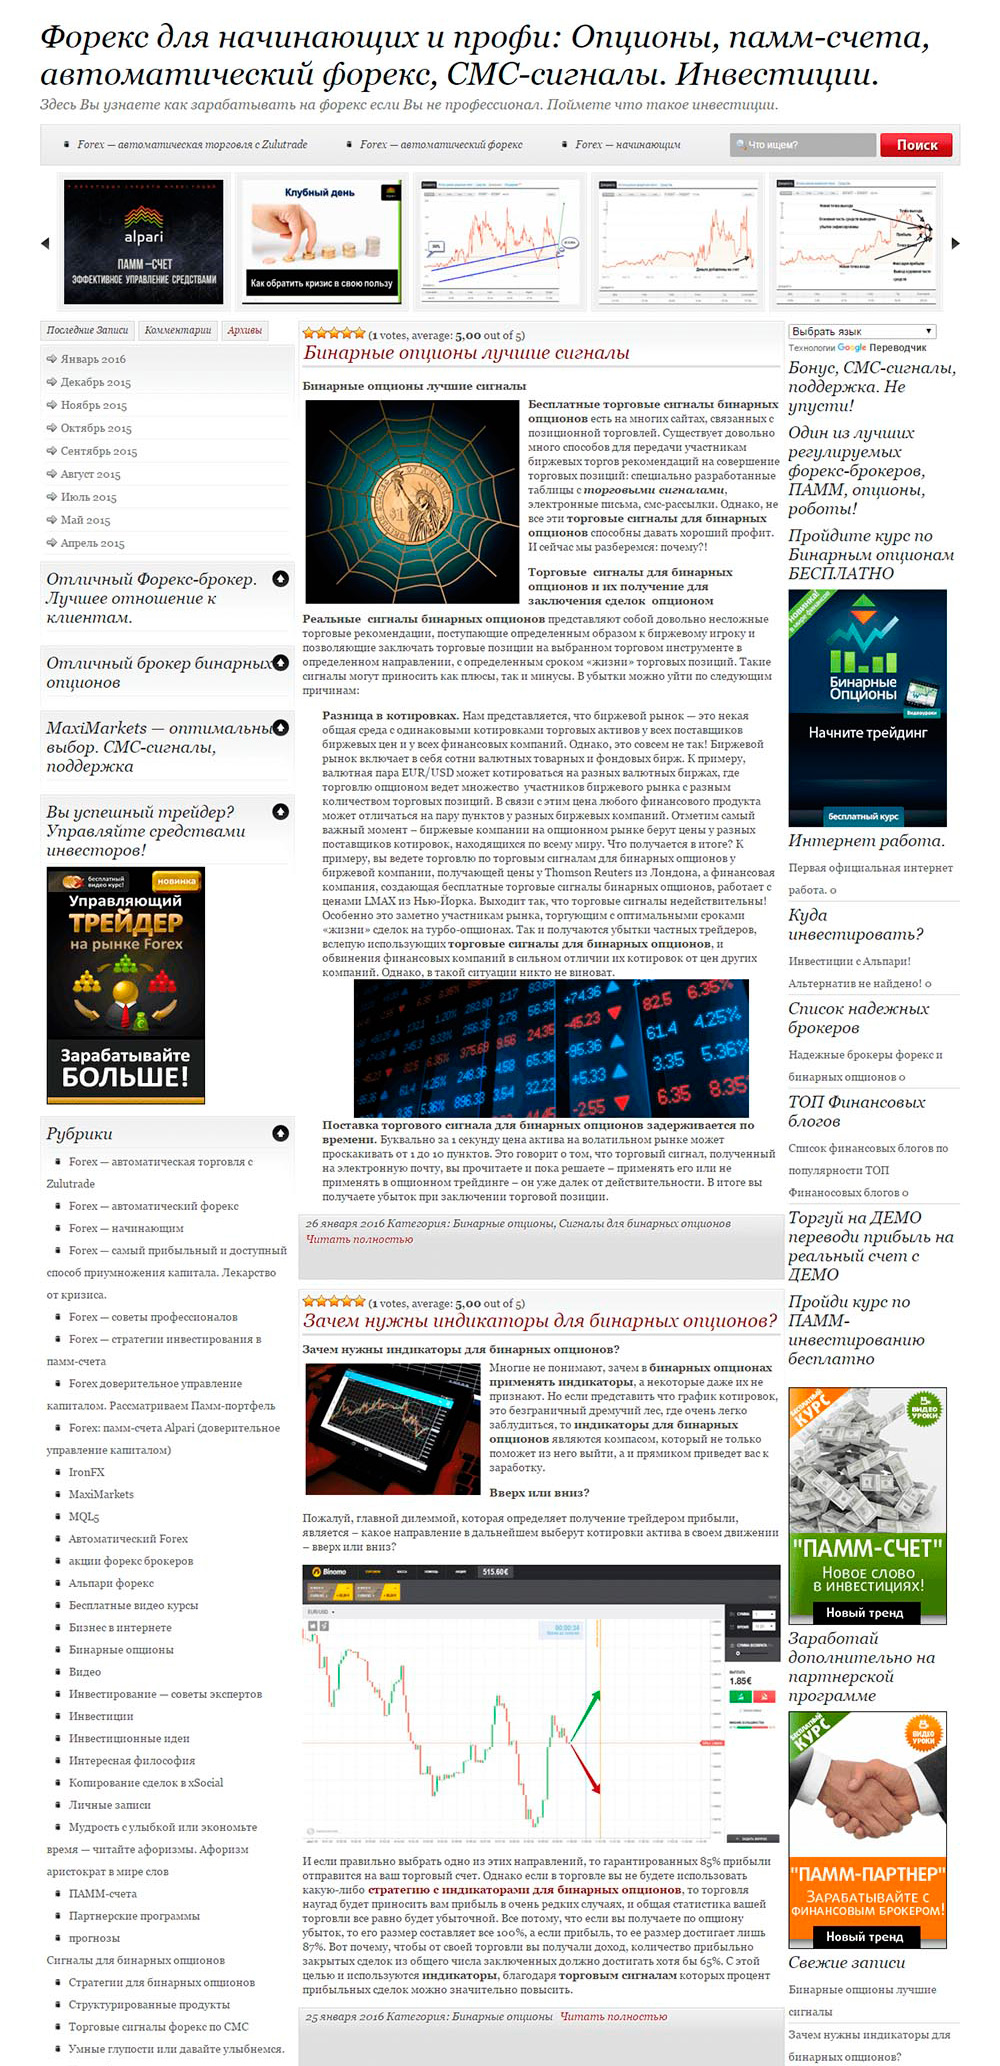 Форекс для начинающих и профи: Опционы, памм-счета,
автоматический форекс, СМС-сигналы. Инвестиции.
Здесь Вы узнаете как зарабатывать на форекс если Вы не профессионал. Поймете что такое инвестиции.
Forex — автоматическая торговля с Zulutrade
Forex — автоматический форекс
Forex — начинающим
Что ищем?
Поиск
alpari
ПАММ –СЧЕТ
ЭФФЕКТИВНОЕ УПРАВЛЕНИЕ СРЕДСТВАМИ
Клубный день
Как обратить кризис в свою пользу
Последние Записи
Комментарии
Архивы
Январь 2016
Декабрь 2015
Ноябрь 2015
Октябрь 2015
Сентябрь 2015
Август 2015
Июль 2015
Май 2015
Апрель 2015
Отличный Форекс-брокер.
Лучшее отношение к
клиентам.
Отличный брокер бинарных
опционов
MaxiMarkets — оптимальны
выбор. СМС-сигналы,
поддержка
Вы успешный трейдер?
Управляйте средствами
инвесторов!
бесплатный
видео курс!
НОВИНКА
Управляющий
ТРЕЙДЕР
на рынке Forex
Зарабатывайте
БОЛЬШЕ!
Рубрики
Forex — автоматическая торговля с
Zulutrade
Forex — автоматический форекс
Forex — начинающим
Forex — самый прибыльный и доступный
способ приумножения капитала. Лекарство
от кризиса.
Forex — советы профессионалов
Forex — стратегии инвестирования в
памм-счета
Forex доверительное управление
капиталом. Рассматриваем Памм-портфель
Forex: памм-счета Alpari (доверительное
управление капиталом)
IronFX
MaxiMarkets
MQL5
Автоматический Forex
акции форекс брокеров
Альпари форекс
Бесплатные видео курсы
Бизнес в интернете
Бинарные опционы
Видео
Инвестирование — советы экспертов
Инвестиции
Инвестиционные идеи
Интересная философия
Копирование сделок в xSocial
Личные записи
Мудрость с улыбкой или экономьте
время — читайте афоризмы. Афоризм
аристократ в мире слов
ПАММ-счета
Партнерские программы
прогнозы
Сигналы для бинарных опционов
Стратегии для бинарных опционов
Структурированные продукты
Торговые сигналы форекс по СМС
Умные глупости или давайте улыбнемся.
(1 votes, average: 5,00 out of 5)
Бинарные опционы лучшие сигналы
Бинарные опционы лучшие сигналы
Бесплатные торговые сигналы бинарных
опционов есть на многих сайтах, связанных с
позиционной торговлей. Существует довольно
много способов для передачи участникам
биржевых торгов рекомендаций на совершение
торговых позиций: специально разработанные
таблицы с торговыми сигналами,
электронные письма, смс-рассылки. Однако, не
все эти торговые сигналы для бинарных
опционов способны давать хороший профит.
И сейчас мы разберемся: почему?!
Торговые сигналы для бинарных
опционов и их получение для
заключения сделок опционом
Реальные сигналы бинарных опционов представляют собой довольно несложные
торговые рекомендации, поступающие определенным образом к биржевому игроку и
позволяющие заключать торговые позиции на выбранном торговом инструменте в
определенном направлении, с определенным сроком «жизни» торговых позиций. Такие
сигналы могут приносить как плюсы, так и минусы. В убытки можно уйти по следующим
причинам:
Разница в котировках. Нам представляется, что биржевой рынок — это некая
общая среда с одинаковыми котировками торговых активов у всех поставщиков
биржевых цен и у всех финансовых компаний. Однако, это совсем не так! Биржевой
рынок включает в себя сотни валютных товарных и фондовых бирж. К примеру,
валютная пара EUR/USD может котироваться на разных валютных биржах, где
торговлю опционом ведет множество участников биржевого рынка с разным
количеством торговых позиций. В связи с этим цена любого финансового продукта
может отличаться на пару пунктов у разных биржевых компаний. Отметим самый
важный момент – биржевые компании на опционном рынке берут цены у разных
поставщиков котировок, находящихся по всему миру. Что получается в итоге? К
примеру, вы ведете торговлю по торговым сигналам для бинарных опционов у
биржевой компании, получающей цены у Thomson Reuters из Лондона, а финансовая
компания, создающая бесплатные торговые сигналы бинарных опционов, работает с
ценами LMAX из Нью-Йорка. Выходит так, что торговые сигналы недействительны!
Особенно это заметно участникам рынка, торгующим с оптимальными сроками
«жизни» сделок на турбо-опционах. Так и получаются убытки частных трейдеров,
вслепую использующих торговые сигналы для бинарных опционов, и
обвинения финансовых компаний в сильном отличии их котировок от цен других
компаний. Однако, в такой ситуации никто не виноват.
Поставка торгового сигнала для бинарных опционов задерживается по
времени. Буквально за 1 секунду цена актива на волатильном рынке может
проскакивать от 1 до 10 пунктов. Это говорит о том, что торговый сигнал, полученный
на электронную почту, вы прочитаете и пока решаете – применять его или не
применять в опционном трейдинге – он уже далек от действительности. В итоге вы
получаете убыток при заключении торговой позиции.
26 января 2016 Категория: Бинарные опционы, Сигналы для бинарных опционов
Читать полностью
(1 votes, average: 5,00 out of 5)
Зачем нужны индикаторы для бинарных опционов?
Зачем нужны индикаторы для бинарных опционов?
Многие не понимают, зачем в бинарных опционах
применять индикаторы, а некоторые даже их не
признают. Но если представить что график котировок,
это безграничный дремучий лес, где очень легко
заблудиться, то индикаторы для бинарных
опционов являются компасом, который не только
поможет из него выйти, а и прямиком приведет вас к
заработку.
Вверх или вниз?
Пожалуй, главной дилеммой, которая определяет получение трейдером прибыли,
является – какое направление в дальнейшем выберут котировки актива в своем движении
– вверх или вниз?
Binomo
515.60€
EUR/USD
00:00:34
1.85€
И если правильно выбрать одно из этих направлений, то гарантированных 85% прибыли
отправится на ваш торговый счет. Однако если в торговле вы не будете использовать
какую-либо стратегию с индикаторами для бинарных опционов, то торговля
наугад будет приносить вам прибыль в очень редких случаях, и общая статистика вашей
торговли все равно будет убыточной. Все потому, что если вы получаете по опциону
убыток, то его размер составляет все 100%, а если прибыль, то ее размер достигает лишь
87%. Вот почему, чтобы от своей торговли вы получали доход, количество прибыльно
закрытых сделок из общего числа заключенных должно достигать хотя бы 65%. С этой
целью и используются индикаторы, благодаря торговым сигналам которых процент
прибыльных сделок можно значительно повысить.
25 января 2016 Категория: Бинарные опционы Читать полностью
Выбрать язык
Технологии Google Переводчик
Бонус, СМС-сигналы,
поддержка. Не
упусти!
Один из лучших
регулируемых
форекс-брокеров,
ПАММ, опционы,
роботы!
Пройдите курс по
Бинарным опционам
БЕСПЛАТНО
НОВИНКА!
Бинарные
Опционы
Видеоуроки
Начните трейдинг
бесплатный курс
Интернет работа.
Первая официальная интернет
работа. 0
Куда
инвестировать?
Инвестиции с Альпари!
Альтернатив не найдено! 0
Список надежных
брокеров
Надежные брокеры форекс и
бинарных опционов 0
ТОП Финансовых
блогов
Список финансовых блогов по
популярности ТОП
Финаносовых блогов 0
Торгуй на ДЕМО
переводи прибыль на
реальный счет с
ДЕМО
Пройди курс по
ПАММ-
инвестированию
бесплатно
БЕСПЛАТНЫЙ
КУРС
ВИДЕО
УРОКИ
"ПАММ-СЧЕТ"
Новое слово
в инвестициях!
Новый тренд
Заработай
дополнительно на
партнерской
программе
БЕСПЛАТНЫЙ
КУРС
ВИДЕО
УРОКИ
"ПАММ-ПАРТНЕР"
Зарабатывайте с
финансовым брокером!
Новый тренд
Свежие записи
Бинарные опционы лучшие
сигналы
Зачем нужны индикаторы для
бинарных опционов?